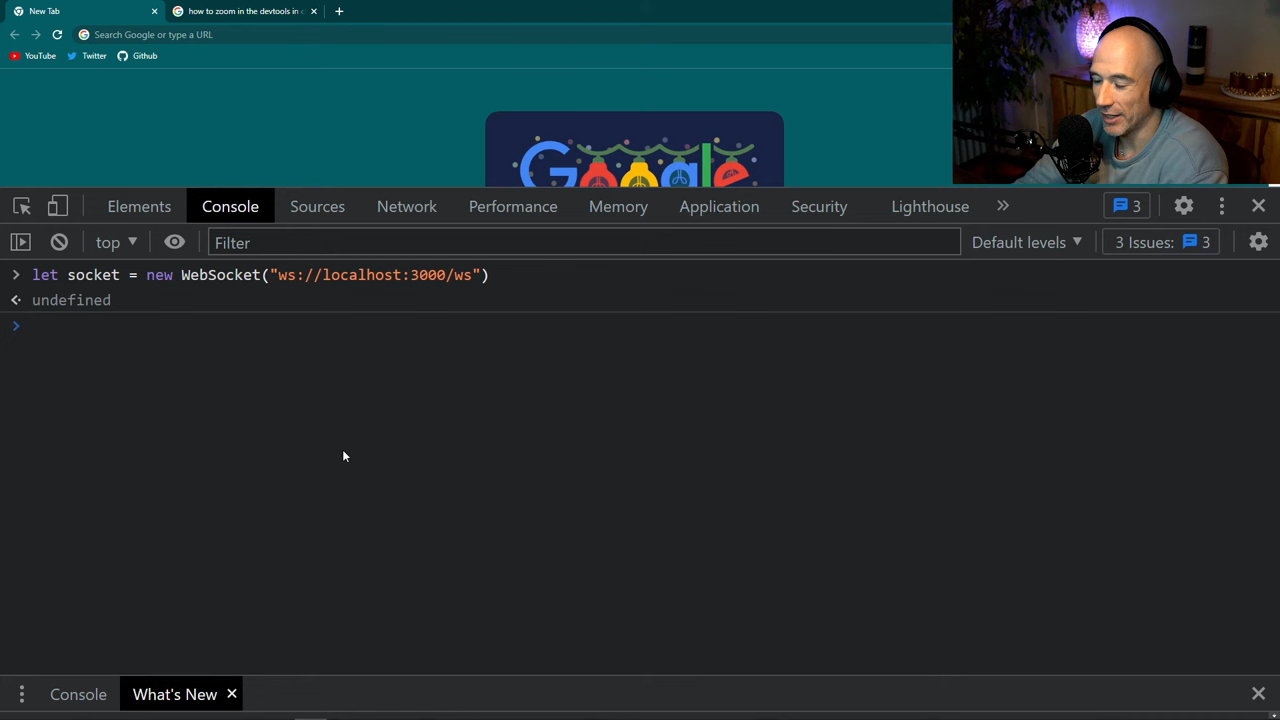 New Tab
how to zoom in the devtools in c
Search Google or type a URL
YouTube Twitter Github
Google
Elements Console Sources Network Performance Memory Application Security Lighthouse 3
top Filter Default levels 3 Issues: 3
let socket = new WebSocket("ws://localhost:3000/ws")
undefined
Console What's New